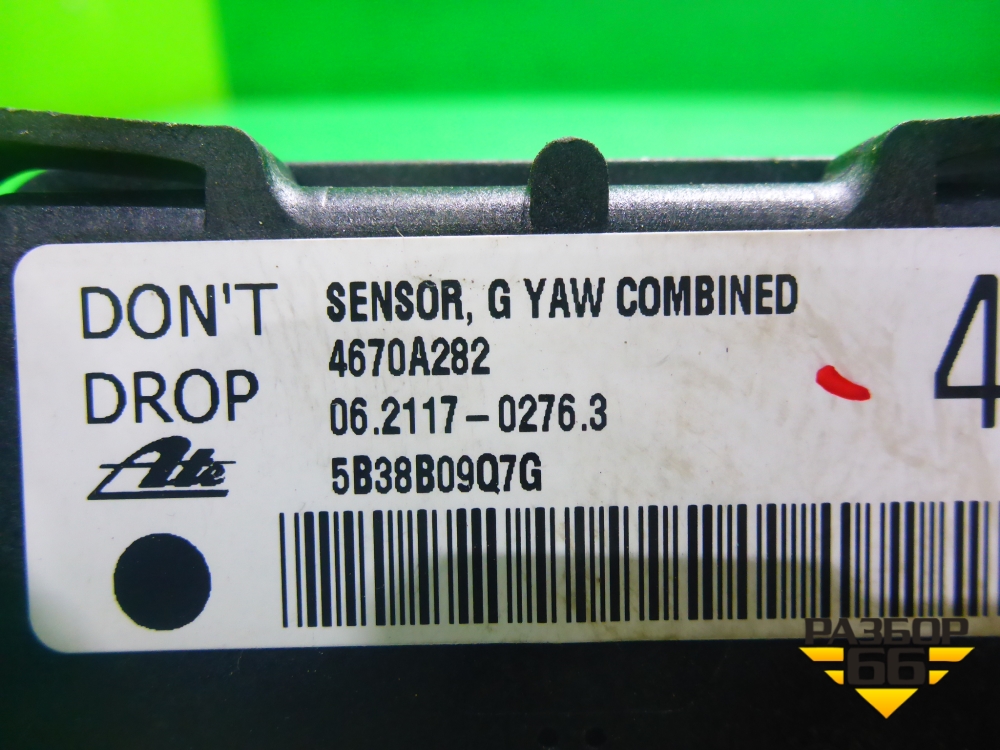 DON'T
DROP
Ate
SENSOR, G YAW COMBINED
4670A282
06.2117-0276.3
5B38B09Q7G
4
РАЗБОР
66